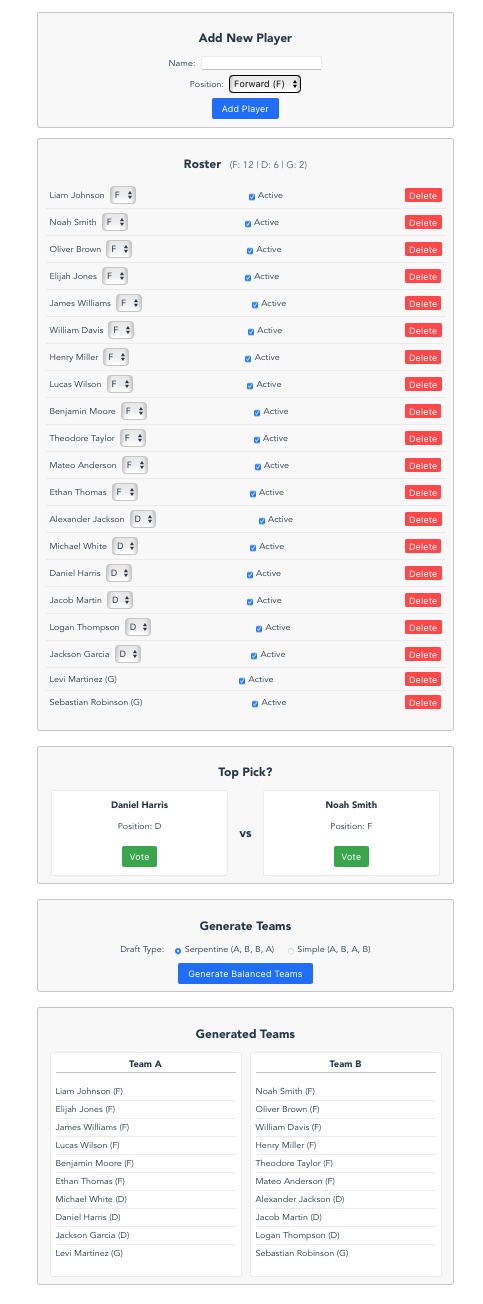 Add New Player
Name:
Position: Forward (F)
Add Player
Roster (F: 12 | D: 6 | G: 2)
Liam Johnson F Active Delete
Noah Smith F Active Delete
Oliver Brown F Active Delete
Elijah Jones F Active Delete
James Williams F Active Delete
William Davis F Active Delete
Henry Miller F Active Delete
Lucas Wilson F Active Delete
Benjamin Moore F Active Delete
Theodore Taylor F Active Delete
Mateo Anderson F Active Delete
Ethan Thomas F Active Delete
Alexander Jackson D Active Delete
Michael White D Active Delete
Daniel Harris D Active Delete
Jacob Martin D Active Delete
Logan Thompson D Active Delete
Jackson Garcia D Active Delete
Levi Martinez (G) Active Delete
Sebastian Robinson (G) Active Delete
Top Pick?
Daniel Harris
Position: D
Vote
vs
Noah Smith
Position: F
Vote
Generate Teams
Draft Type: Serpentine (A, B, B, A) Simple (A, B, A, B)
Generate Balanced Teams
Generated Teams
Team A
Liam Johnson (F)
Elijah Jones (F)
James Williams (F)
Lucas Wilson (F)
Benjamin Moore (F)
Ethan Thomas (F)
Michael White (D)
Daniel Harris (D)
Jackson Garcia (D)
Levi Martinez (G)
Team B
Noah Smith (F)
Oliver Brown (F)
William Davis (F)
Henry Miller (F)
Theodore Taylor (F)
Mateo Anderson (F)
Alexander Jackson (D)
Jacob Martin (D)
Logan Thompson (D)
Sebastian Robinson (G)